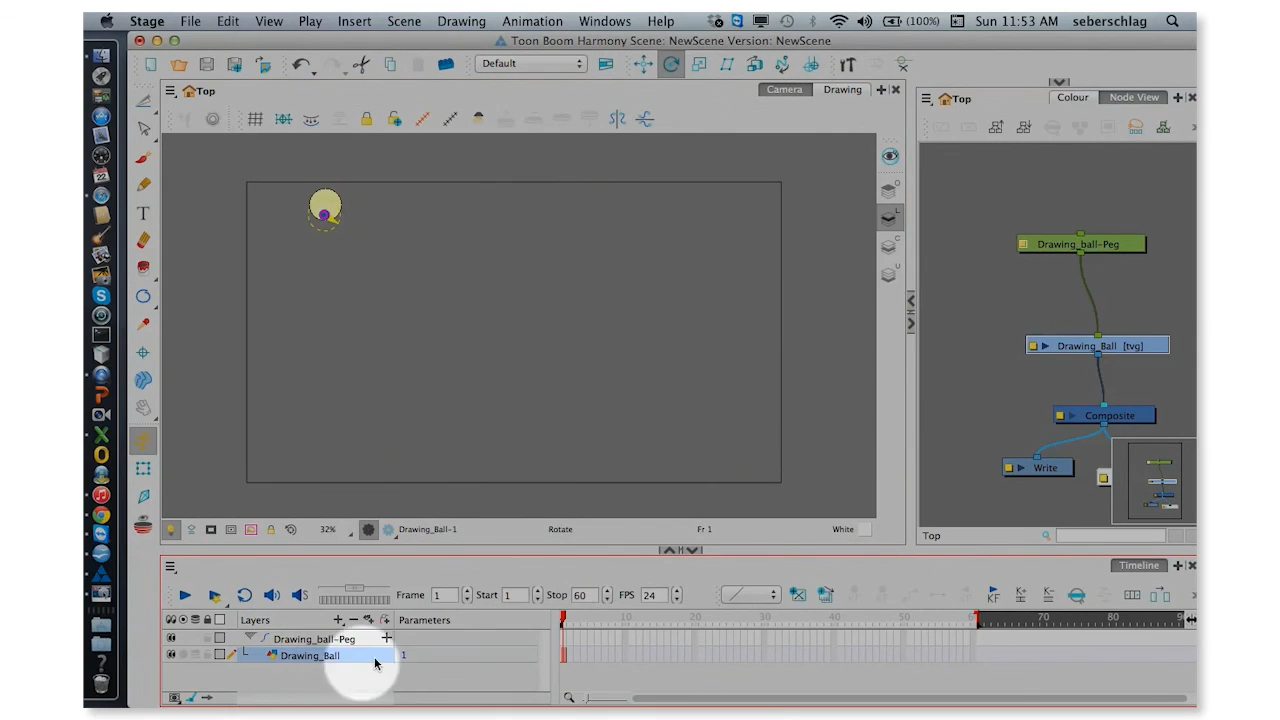 Stage File Edit View Play Insert Scene Drawing Animation Windows Help (100%) Sun 11:53 AM seberschlag
Toon Boom Harmony Scene: NewScene Version: NewScene
Default
Top Camera Drawing
Top Colour Node View
T
Drawing_ball-Peg
Drawing_Ball [tvg]
Composite
Write
32% Drawing_Ball-1 Rotate Fr 1 White
Top
Timeline
Frame 1 Start 1 Stop 60 FPS 24 KF
Layers Parameters 10 20 30 40 50 60 70 80 9
Drawing_ball-Peg
Drawing_Ball 1